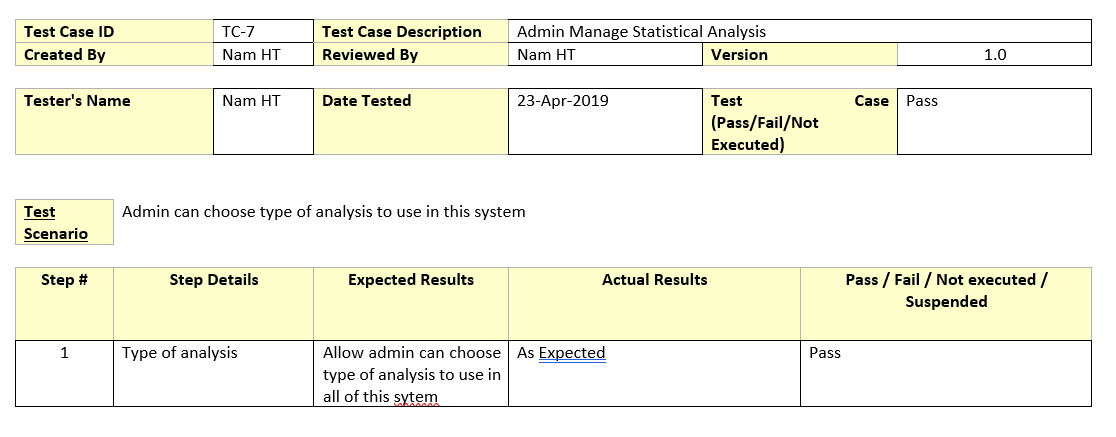 Test Case ID TC-7 Test Case Description Admin Manage Statistical Analysis
Created By Nam HT Reviewed By Nam HT Version 1.0
Tester's Name Nam HT Date Tested 23-Apr-2019 Test Case Pass
(Pass/Fail/Not
Executed)
Test Admin can choose type of analysis to use in this system
Scenario
Step # Step Details Expected Results Actual Results Pass / Fail / Not executed /
Suspended
1 Type of analysis Allow admin can choose As Expected Pass
type of analysis to use in
all of this sytem